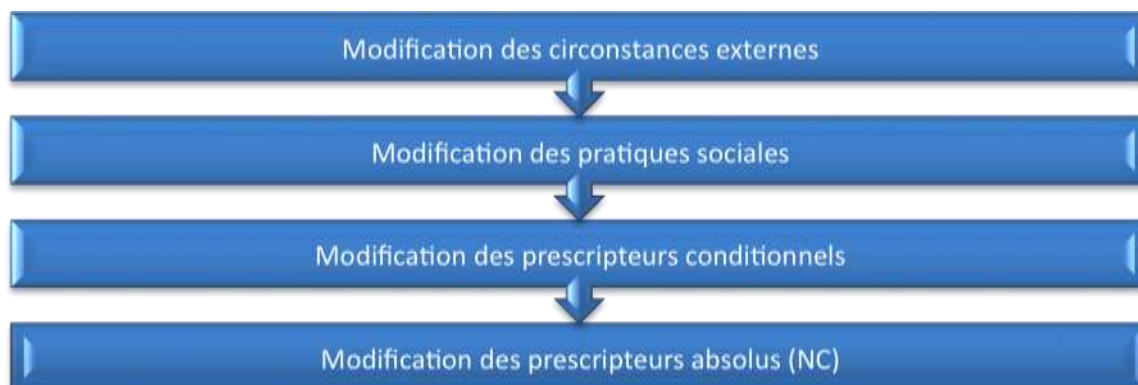 Modification des circonstances externes
Modification des pratiques sociales
Modification des prescripteurs conditionnels
Modification des prescripteurs absolus (NC)